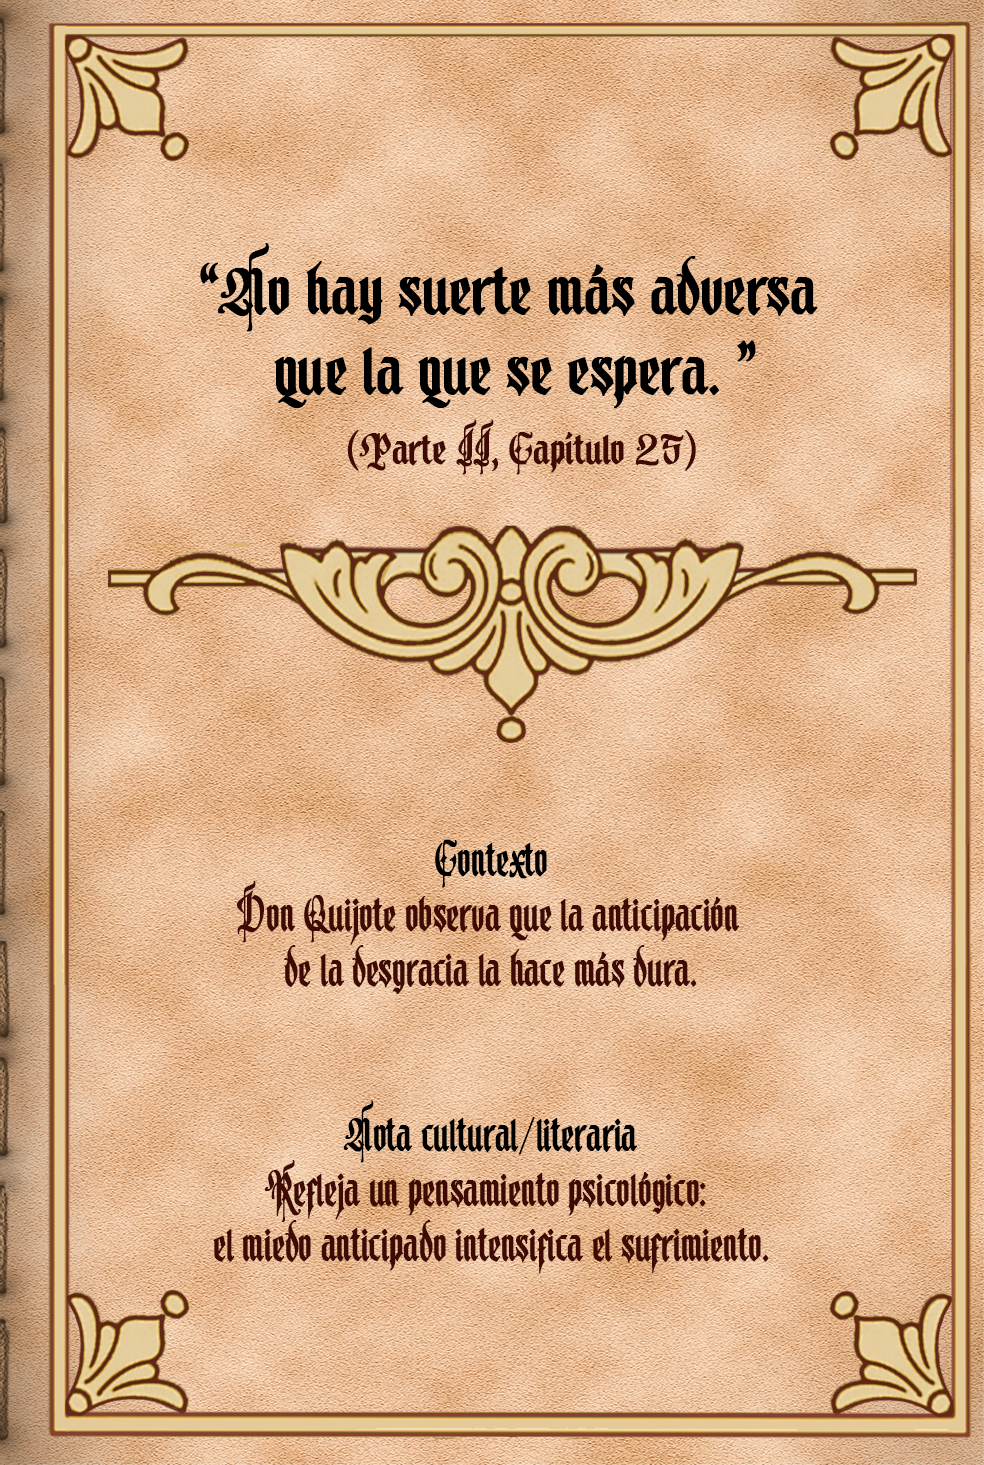 “No hay suerte más adversa
que la que se espera. ”
(Parte II, Capítulo 25)
Contexto
Don Quijote observa que la anticipación
de la desgracia la hace más dura.
Nota cultural/literaria
Refleja un pensamiento psicológico:
el miedo anticipado intensifica el sufrimiento.